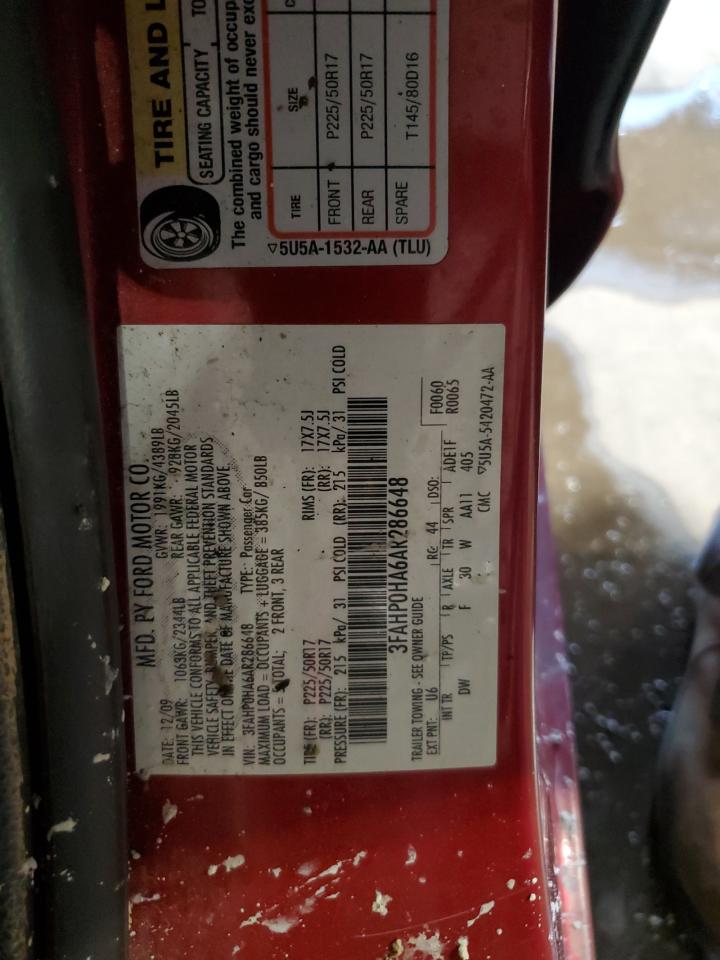 TIRE AND
SEATING CAPACITY TO
The combined weight of occup
and cargo should never exc
TIRE SIZE
FRONT P225/50R17
REAR P225/50R17
SPARE T145/80D16
▽5U5A-1532-AA (TLU)
MFD. BY FORD MOTOR CO.
DATE: 12/09 GVWR: 1991KG/4389LB
FRONT GAWR: 1063KG/2344LB REAR GAWR: 928KG/2045LB
THIS VEHICLE CONFORMS TO ALL APPLICABLE FEDERAL MOTOR
VEHICLE SAFETY, BUMPER, AND THEFT PREVENTION STANDARDS
IN EFFECT ON THE DATE OF MANUFACTURE SHOWN ABOVE.
VIN: 3FAHP0HA6AR286648 TYPE: Passenger Car
MAXIMUM LOAD = OCCUPANTS + LUGGAGE = 385KG/ 850LB
OCCUPANTS = 5 TOTAL: 2 FRONT, 3 REAR
TIRE (FR): P225/50R17 RIMS (FR): 17X7.5J
(RR): P225/50R17 (RR): 17X7.5J
PRESSURE (FR): 215 kPa/ 31 PSI COLD (RR): 215 kPa/ 31 PSI COLD
3FAHP0HA6AR286648
TRAILER TOWING - SEE OWNER GUIDE F0060
R0065
EXT PNT: U6 RC: 44 DSO:
INT TR TP/PS R AXLE TR SPR ADE1F
DW F 30 W AA11 405
CMC ▽5U5A-5420472-AA